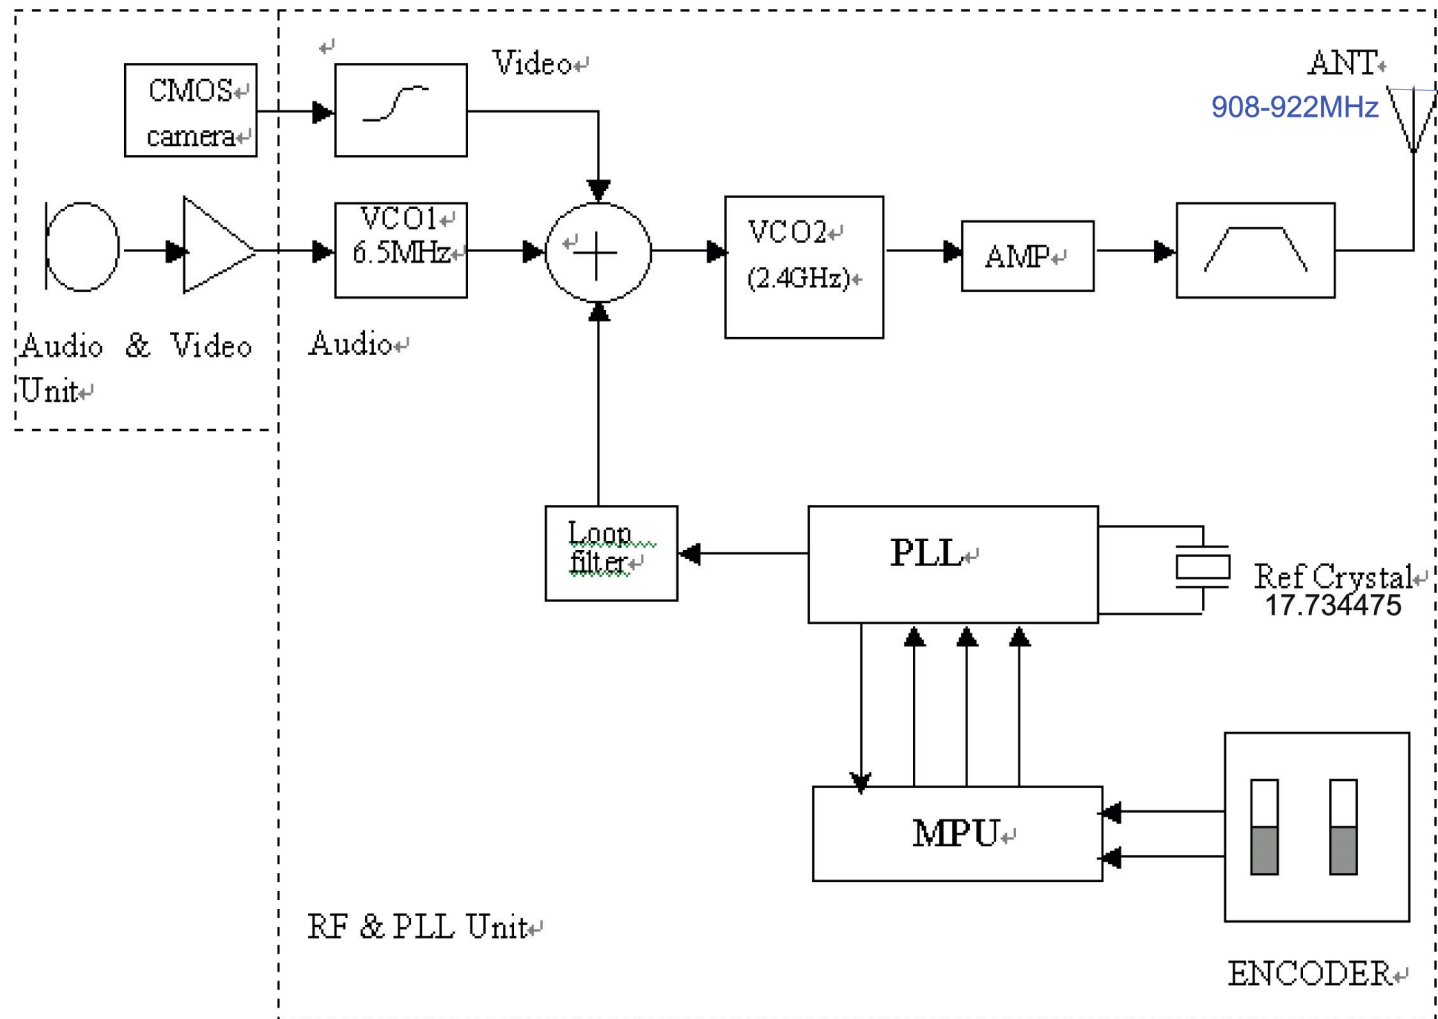 Video
ANT
908-922MHz
CMOS
camera
VCO1
6.5MHz
VCO2
(2.4GHz)
AMP
Audio & Video
Unit
Audio
Loop
filter
PLL
Ref Crystal
17.734475
MPU
RF & PLL Unit
ENCODER